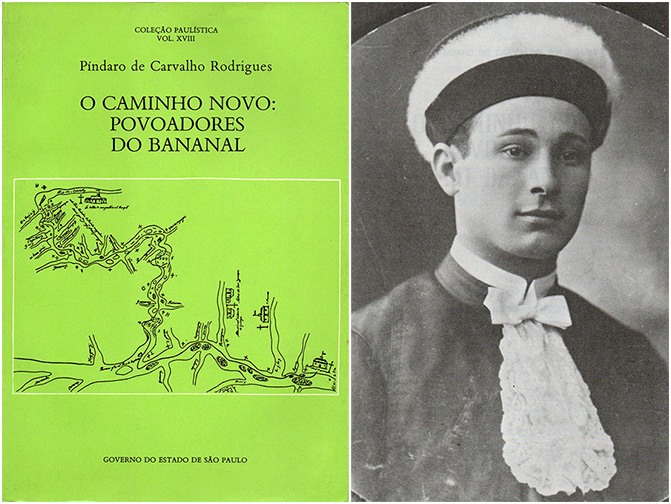 COLEÇÃO PAULÍSTICA
VOL. XVIII
Píndaro de Carvalho Rodrigues
O CAMINHO NOVO:
POVOADORES
DO BANANAL
GOVERNO DO ESTADO DE SÃO PAULO